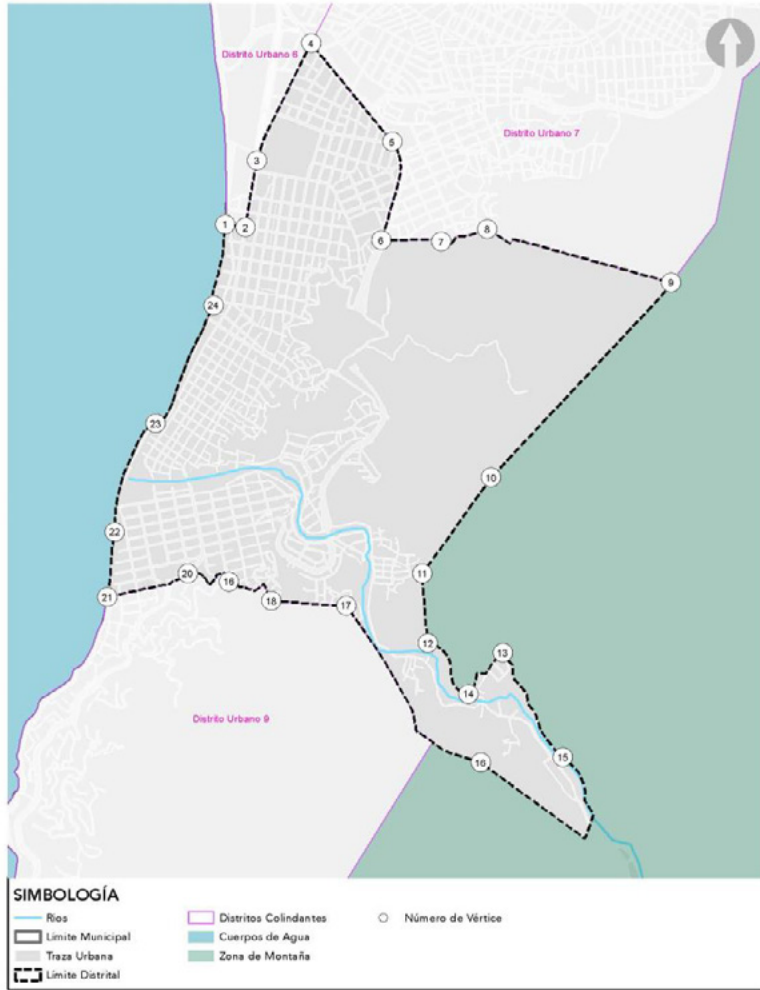 4
Distrito Urbano 6
5
Distrito Urbano 7
3
1
2
6
7
8
9
24
23
10
22
11
20
16
21
18
17
12
13
14
Distrito Urbano 9
15
16
SIMBOLOGÍA
Ríos
Distritos Colindantes
Número de Vértice
Límite Municipal
Cuerpos de Agua
Traza Urbana
Zona de Montaña
Límite Distrital